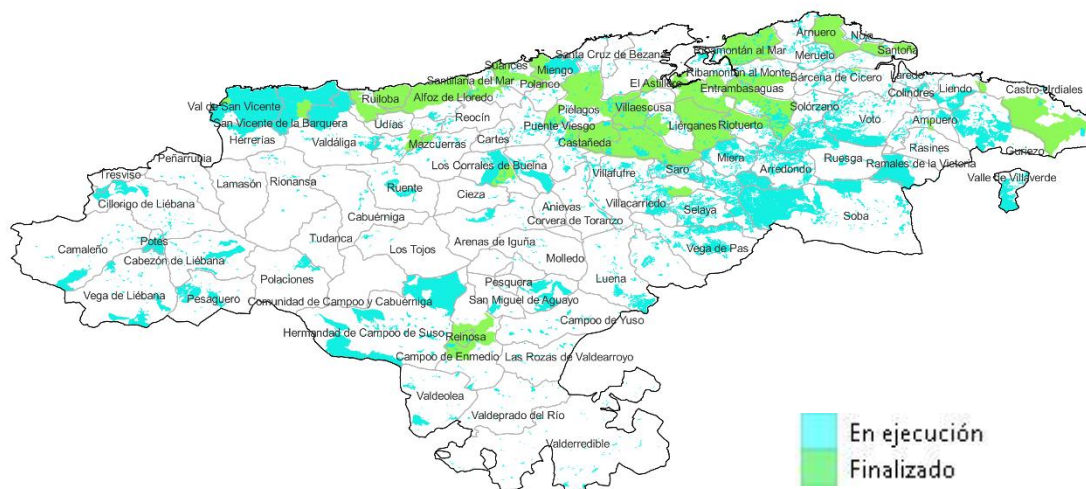 Arnuero
Noja
Santa Cruz de Bezana
Ribamontán al Mar
Meruelo
Santoña
Suances
Miengo
Santillana del Mar
Polanco
El Astillero
Ribamontán al Monte
Bárcena de Cicero
Laredo
Entrambasaguas
Colindres
Liendo
Castro-Urdiales
Val de San Vicente
Ruiloba
Alfoz de Lloredo
Piélagos
Villaescusa
Solórzano
Voto
Ampuero
San Vicente de la Barquera
Udías
Reocín
Puente Viesgo
Liérganes
Riotuerto
Herrerías
Valdáliga
Mazcuerras
Cartes
Castañeda
Miera
Rasines
Guriezo
Peñarrubia
Los Corrales de Buelna
Saro
Arredondo
Ruesga
Ramales de la Victoria
Tresviso
Lamasón
Rionansa
Ruente
Cieza
Villafufre
Valle de Villaverde
Cillorigo de Liébana
Cabuérniga
Anievas
Villacarriedo
Selaya
Corvera de Toranzo
Soba
Camaleño
Potes
Tudanca
Los Tojos
Arenas de Iguña
Vega de Pas
Cabezón de Liébana
Molledo
Polaciones
Pesquera
Luena
Vega de Liébana
Pesaguero
Comunidad de Campoo y Cabuérniga
San Miguel de Aguayo
Campoo de Yuso
Hermandad de Campoo de Suso
Reinosa
Campoo de Enmedio
Las Rozas de Valdearroyo
Valdeolea
Valdeprado del Río
Valderredible
En ejecución
Finalizado